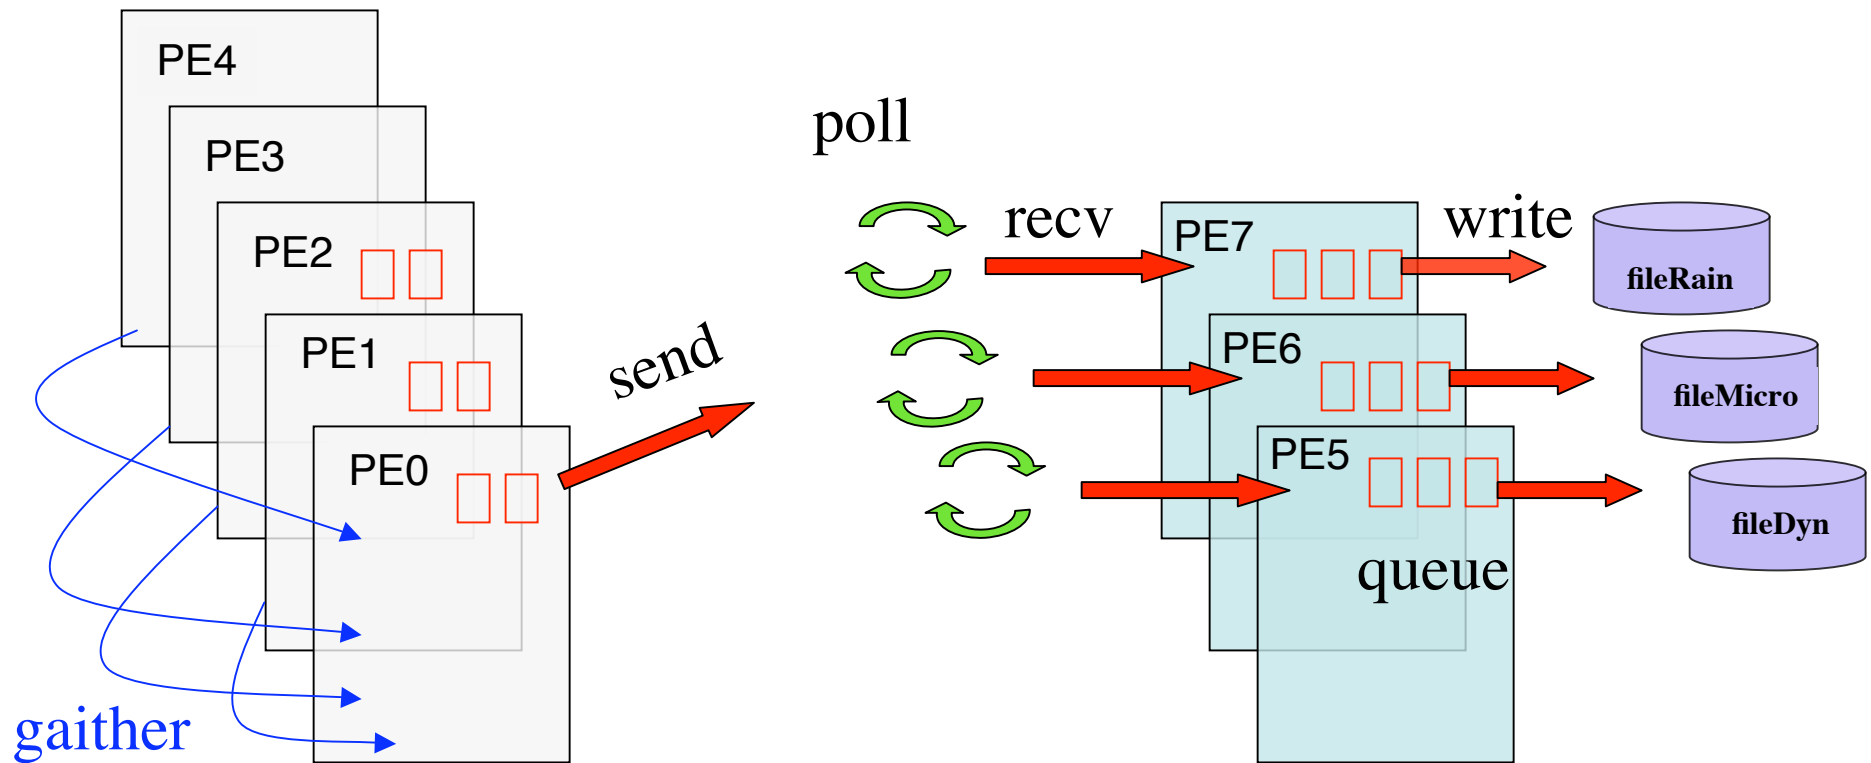 PE4
PE3
PE2
PE1
PE0
gaither
send
poll
recv
PE7
PE6
PE5
queue
write
fileRain
fileMicro
fileDyn